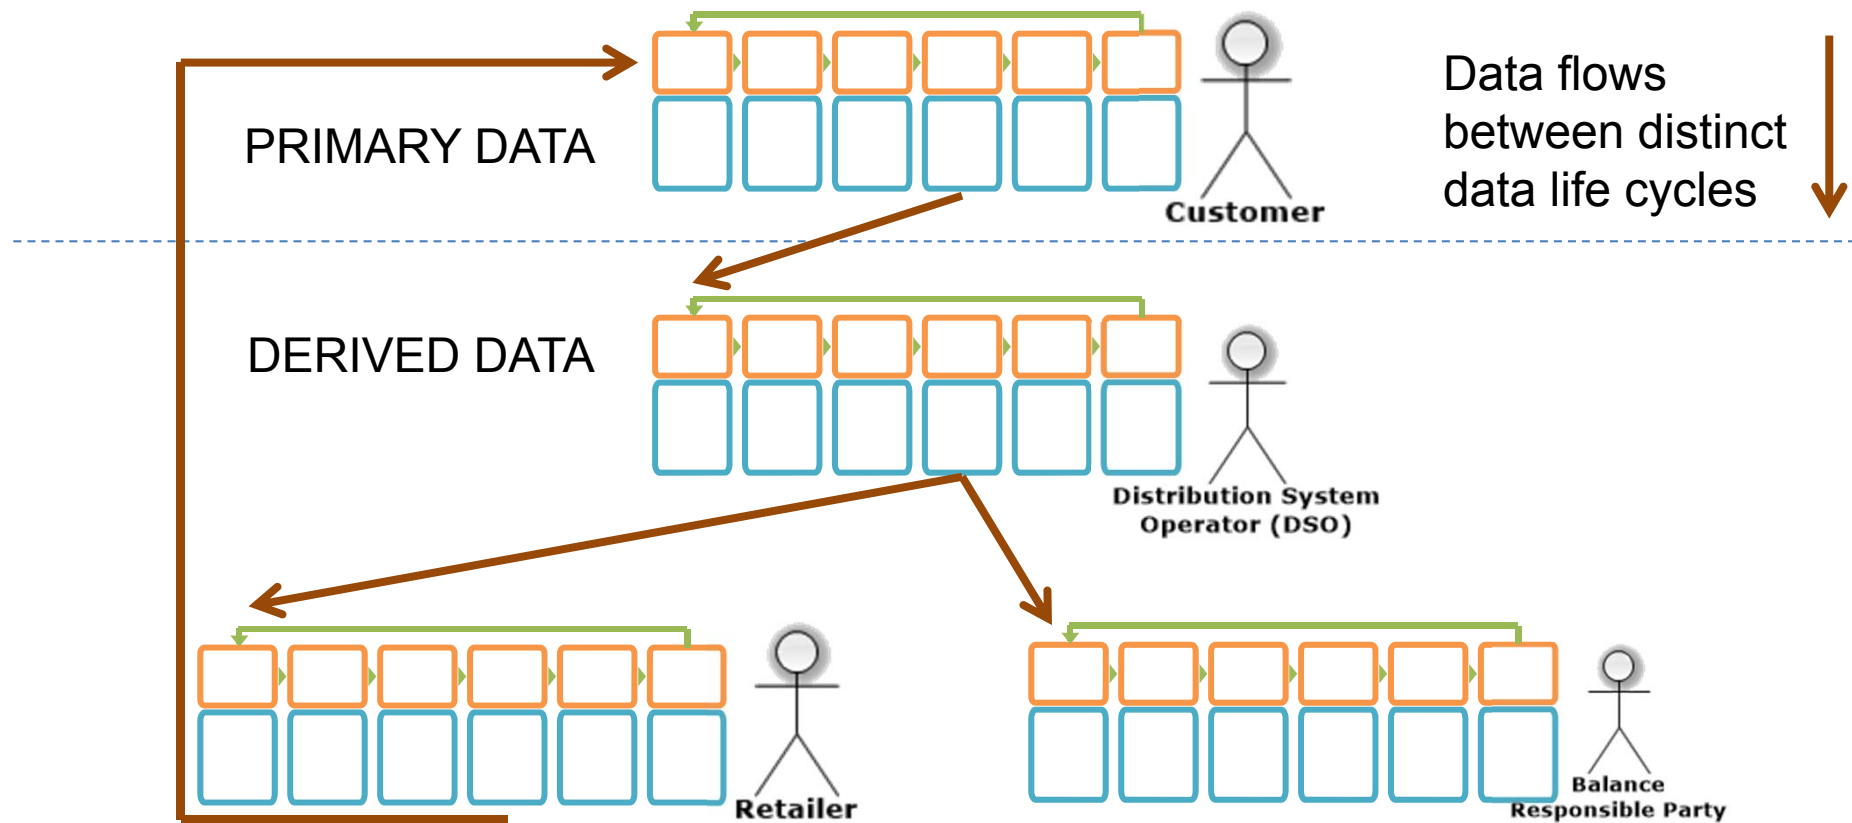 PRIMARY DATA
Customer
Data flows
between distinct
data life cycles
DERIVED DATA
Distribution System
Operator (DSO)
Retailer
Balance
Responsible Party